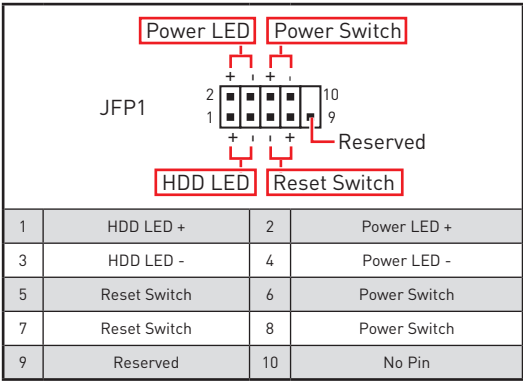 Power LED Power Switch
+ - + -
2 10
JFP1
1 9
+ - - +
Reserved
HDD LED Reset Switch
1 HDD LED + 2 Power LED +
3 HDD LED - 4 Power LED -
5 Reset Switch 6 Power Switch
7 Reset Switch 8 Power Switch
9 Reserved 10 No Pin